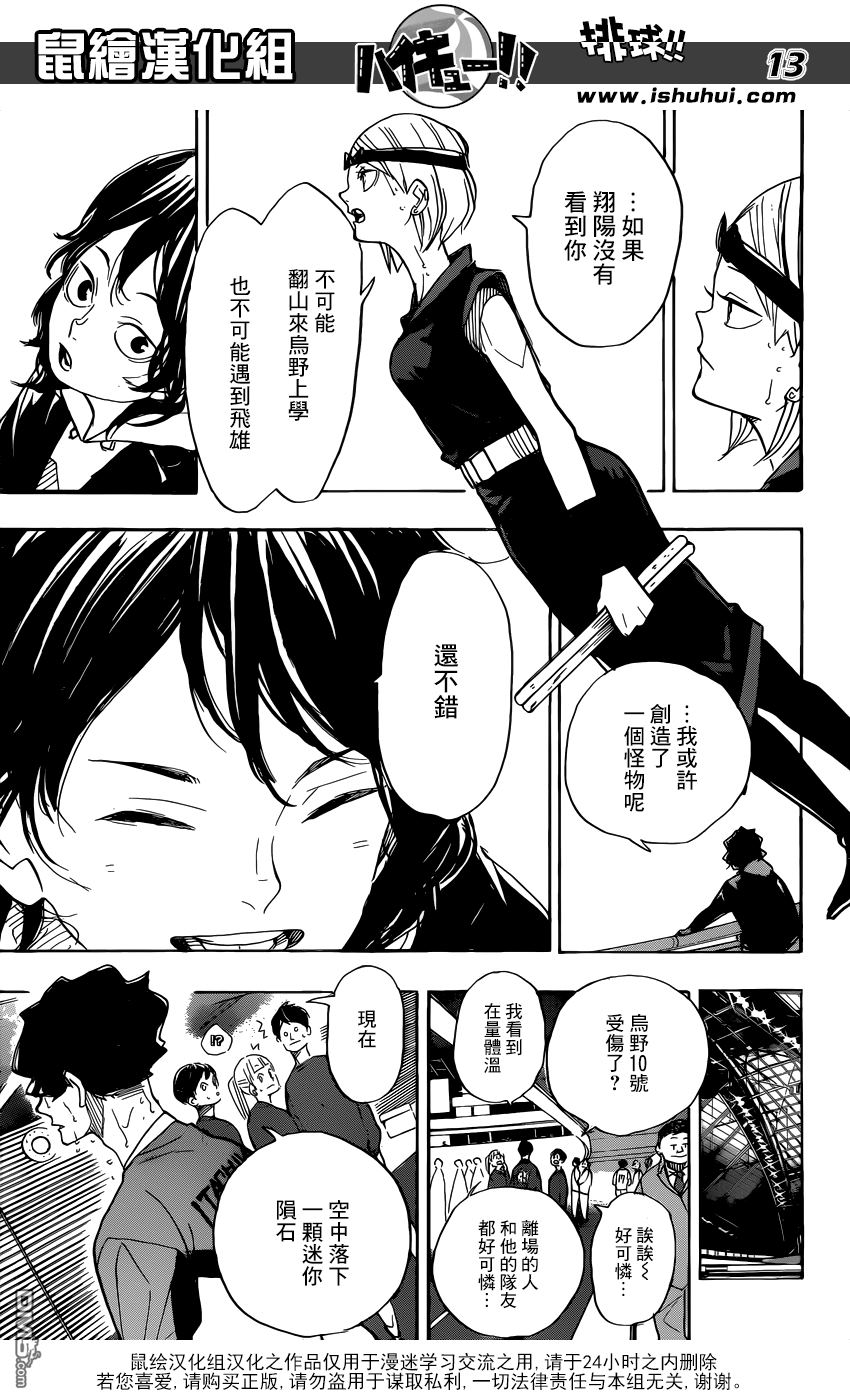 鼠繪漢化組
ハイキュー!!
排球!!
13
www.ishuhui.com
…如果
翔陽沒有
看到你
不可能
翻山來烏野上學
也不可能遇到飛雄
…我或許
創造了
一個怪物呢
還不錯
烏野10號
受傷了?
我看到
在量體溫
誒誒~
好可憐…
離場的人
和他的隊友
都好可憐…
現在
!?
ITACHIY
空中落下
一顆迷你
隕石
DM5.com
鼠绘汉化组汉化之作品仅用于漫迷学习交流之用, 请于24小时之内删除
若您喜爱, 请购买正版, 请勿盗用于谋取私利, 一切法律责任与本组无关, 谢谢.